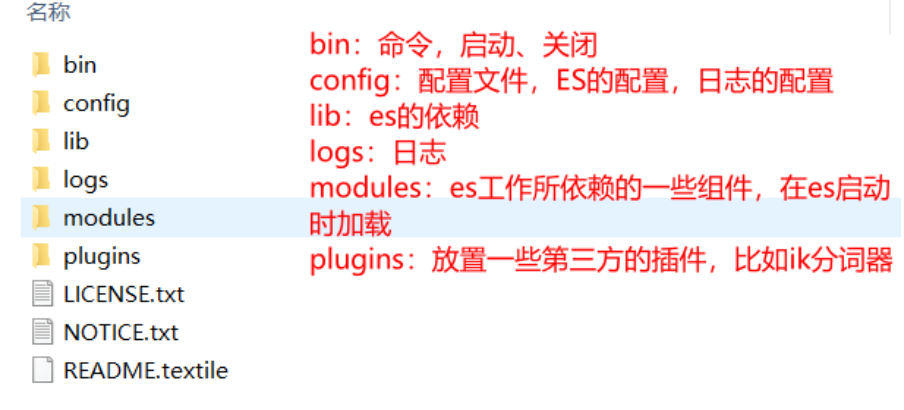 名称
bin
config
lib
logs
modules
plugins
LICENSE.txt
NOTICE.txt
README.textile
bin：命令，启动、关闭
config：配置文件，ES的配置，日志的配置
lib：es的依赖
logs：日志
modules：es工作所依赖的一些组件，在es启动
时加载
plugins：放置一些第三方的插件，比如ik分词器